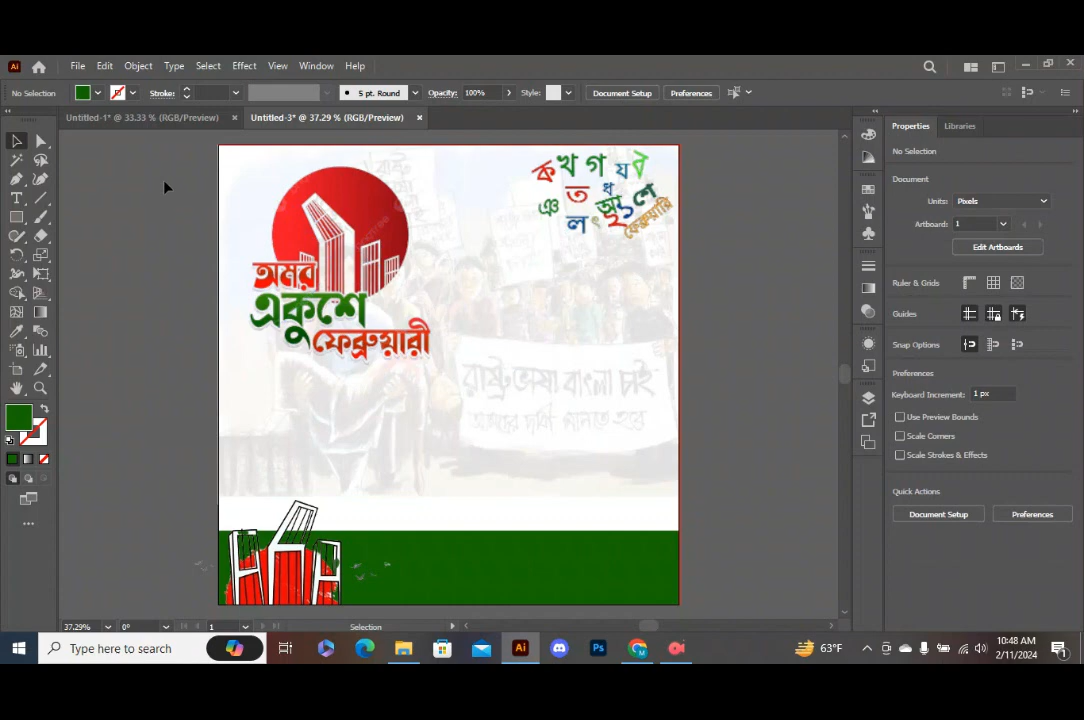 File Edit Object Type Select Effect View Window Help
No Selection Stroke: 5 pt. Round Opacity: 100% Style: Document Setup Preferences
Untitled-1* @ 33.33 % (RGB/Preview) × Untitled-3* @ 37.29 % (RGB/Preview) ×
Properties Libraries
No Selection
Document
Units: Pixels
Artboard: 1
Edit Artboards
Ruler & Grids
Guides
Snap Options
Preferences
Keyboard Increment: 1 px
Use Preview Bounds
Scale Corners
Scale Strokes & Effects
Quick Actions
Document Setup Preferences
ক খ গ য র
ঞ ত ধ শে
ল ফেব্রুয়ারি
অমর
একুশে
ফেব্রুয়ারী
রাষ্ট্রভাষা বাংলা চাই
37.29% 0° 1 Selection
Type here to search
63°F
10:48 AM
2/11/2024